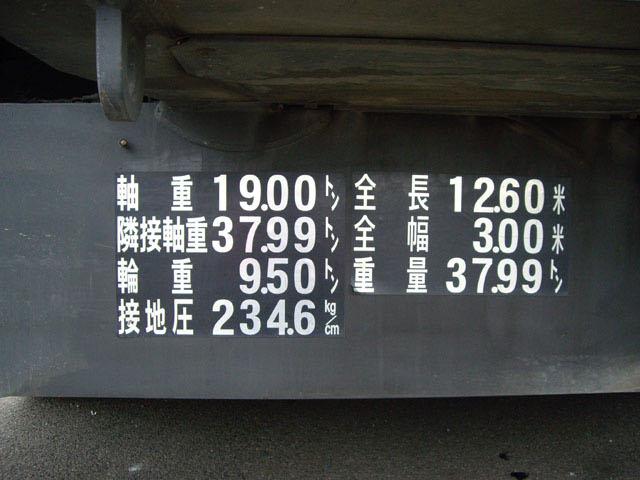 軸重 19.00 トン
隣接軸重 37.99 トン
輪重 9.50 トン
接地圧 234.6 kg/cm
全長 12.60 米
全幅 3.00 米
重量 37.99 トン